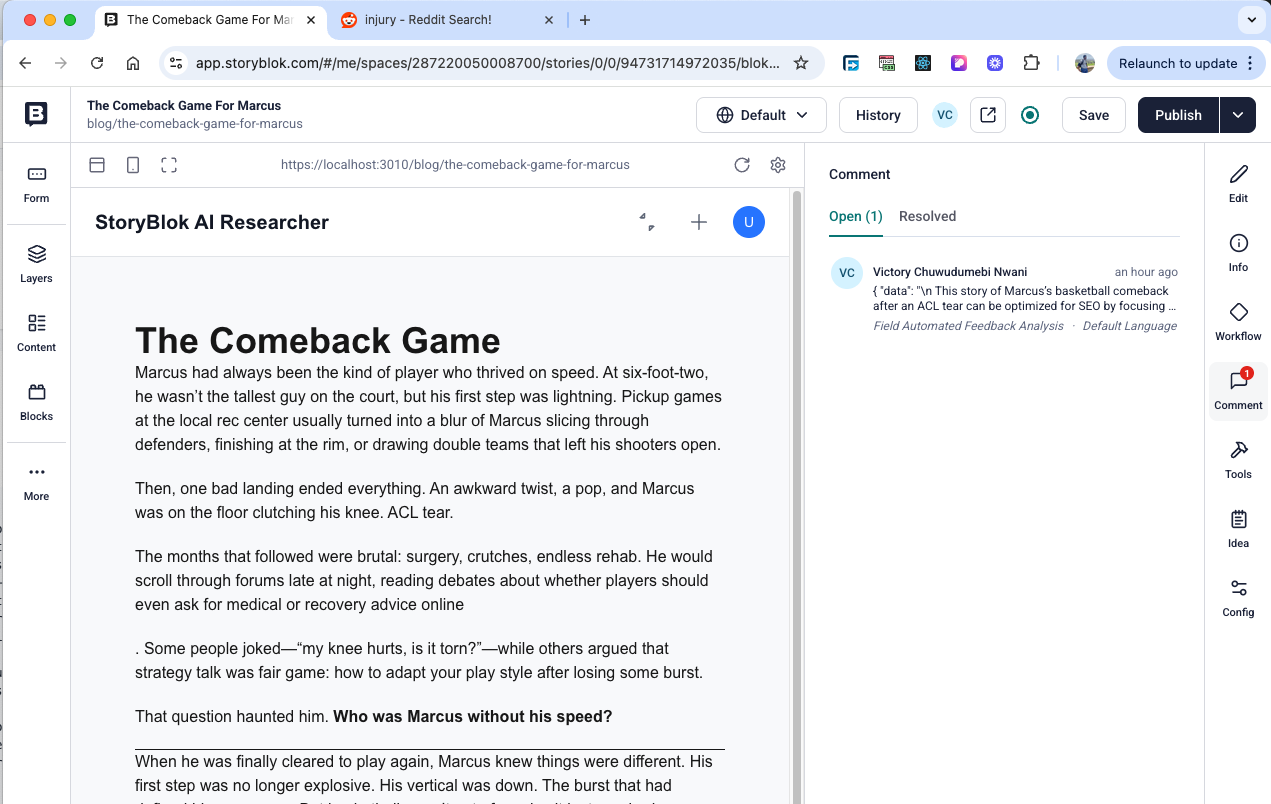 The Comeback Game For Mar
injury - Reddit Search!
app.storyblok.com/#/me/spaces/287220050008700/stories/0/0/94731714972035/blok...
Relaunch to update
The Comeback Game For Marcus
blog/the-comeback-game-for-marcus
Default
History
VC
Save
Publish
Form
Layers
Content
Blocks
More
https://localhost:3010/blog/the-comeback-game-for-marcus
StoryBlok AI Researcher
U
The Comeback Game
Marcus had always been the kind of player who thrived on speed. At six-foot-two,
he wasn’t the tallest guy on the court, but his first step was lightning. Pickup games
at the local rec center usually turned into a blur of Marcus slicing through
defenders, finishing at the rim, or drawing double teams that left his shooters open.
Then, one bad landing ended everything. An awkward twist, a pop, and Marcus
was on the floor clutching his knee. ACL tear.
The months that followed were brutal: surgery, crutches, endless rehab. He would
scroll through forums late at night, reading debates about whether players should
even ask for medical or recovery advice online
. Some people joked—“my knee hurts, is it torn?”—while others argued that
strategy talk was fair game: how to adapt your play style after losing some burst.
That question haunted him. Who was Marcus without his speed?
When he was finally cleared to play again, Marcus knew things were different. His
first step was no longer explosive. His vertical was down. The burst that had
Comment
Open (1)
Resolved
VC
Victory Chuwudumebi Nwani
an hour ago
{ "data": "\n This story of Marcus’s basketball comeback
after an ACL tear can be optimized for SEO by focusing ...
Field Automated Feedback Analysis · Default Language
Edit
Info
Workflow
1
Comment
Tools
Idea
Config